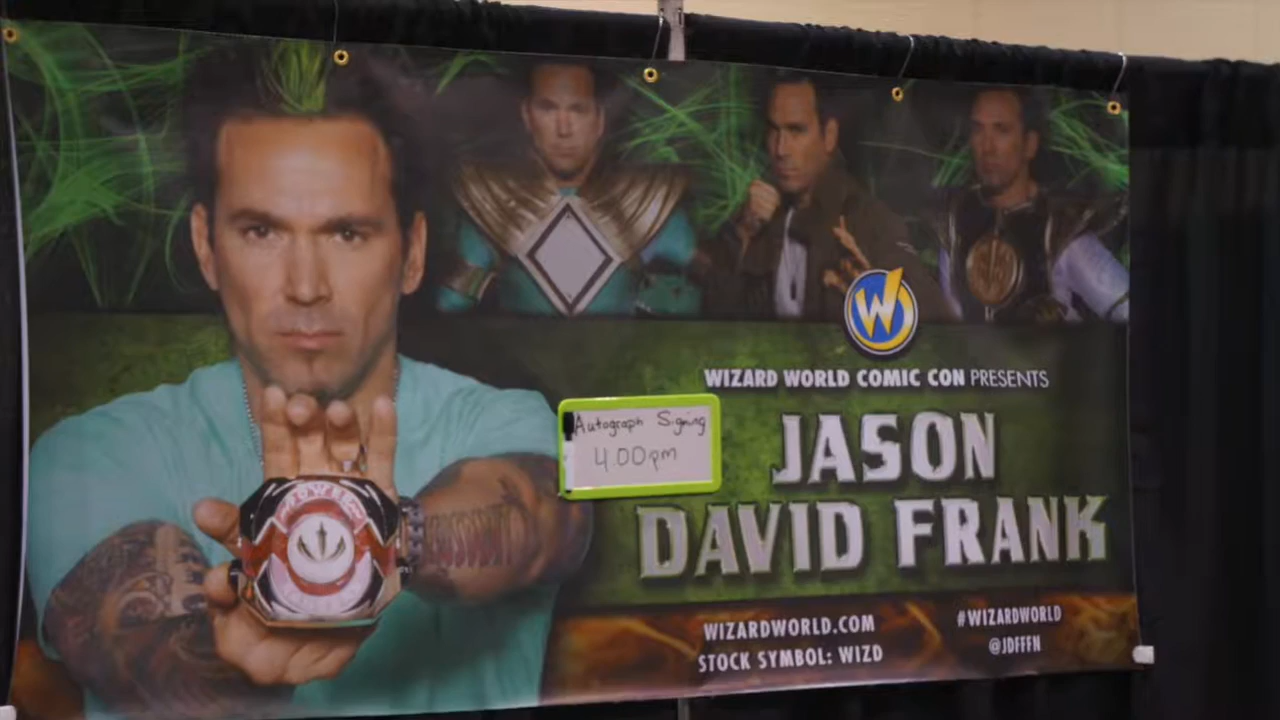 W
WIZARD WORLD COMIC CON PRESENTS
Autograph Signing
4.00pm
JASON
DAVID FRANK
WIZARDWORLD.COM
#WIZARDWORLD
STOCK SYMBOL: WIZD
@JDFFFN